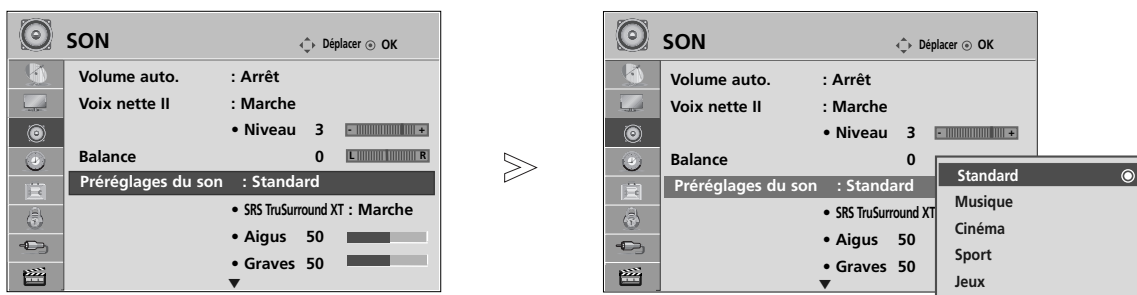 SON Déplacer OK
Volume auto. : Arrêt
Voix nette II : Marche
• Niveau 3 - +
Balance 0 L R
Préréglages du son : Standard
• SRS TruSurround XT : Marche
• Aigus 50
• Graves 50
SON Déplacer OK
Volume auto. : Arrêt
Voix nette II : Marche
• Niveau 3 - +
Balance 0
Préréglages du son : Standard
• SRS TruSurround XT
• Aigus 50
• Graves 50
Standard
Musique
Cinéma
Sport
Jeux